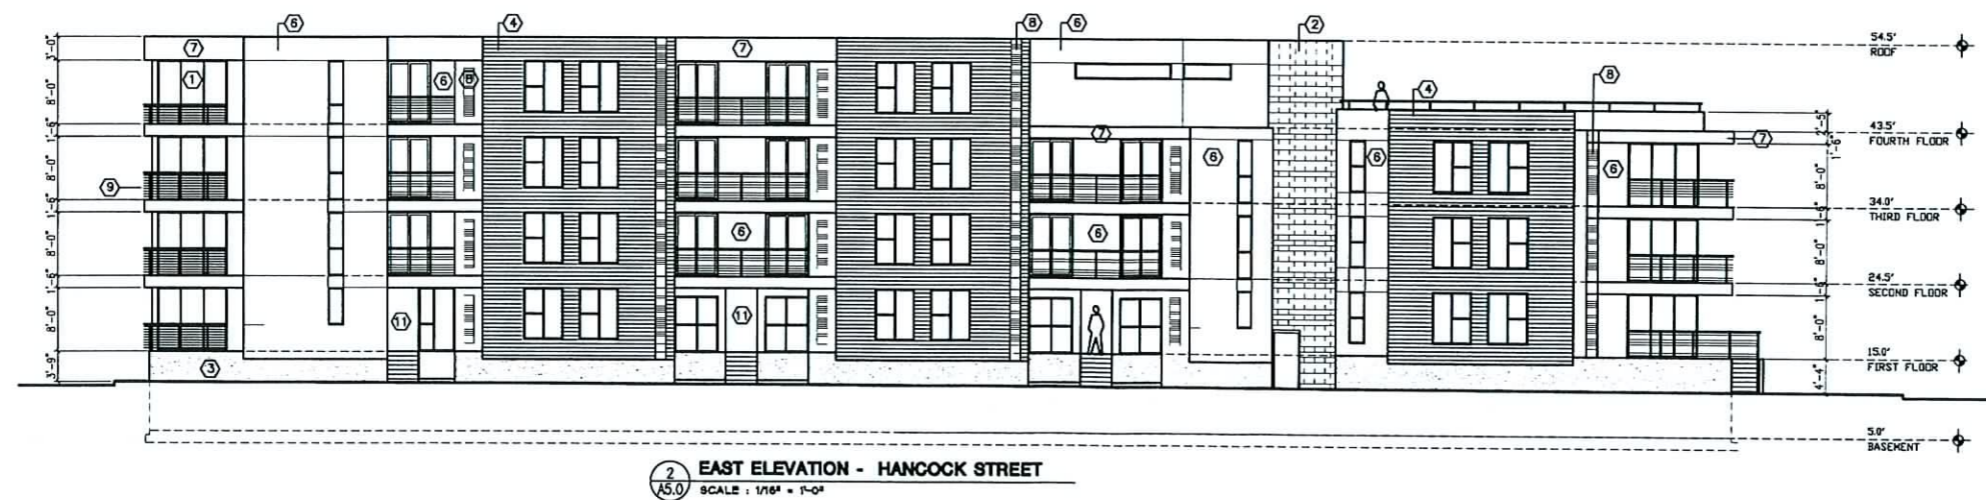 6 4 8 6 2
54.5'
ROOF
3'-0" 7 7
1 6 8 8
8'-0" 4
1'-6" 2'-5"
43.5'
FOURTH FLOOR
1'-6" 7 7 1'-6"
8'-0" 6 6 6 8'-0"
9
34.0'
THIRD FLOOR
1'-6" 1'-6"
8'-0" 6 6 8'-0"
24.5'
SECOND FLOOR
1'-6" 1'-6"
8'-0" 11 11 8'-0"
15.0'
FIRST FLOOR
3'-9" 3 4'-4"
5.0'
BASEMENT
2 EAST ELEVATION - HANCOCK STREET
A5.0 SCALE : 1/16" = 1'-0"